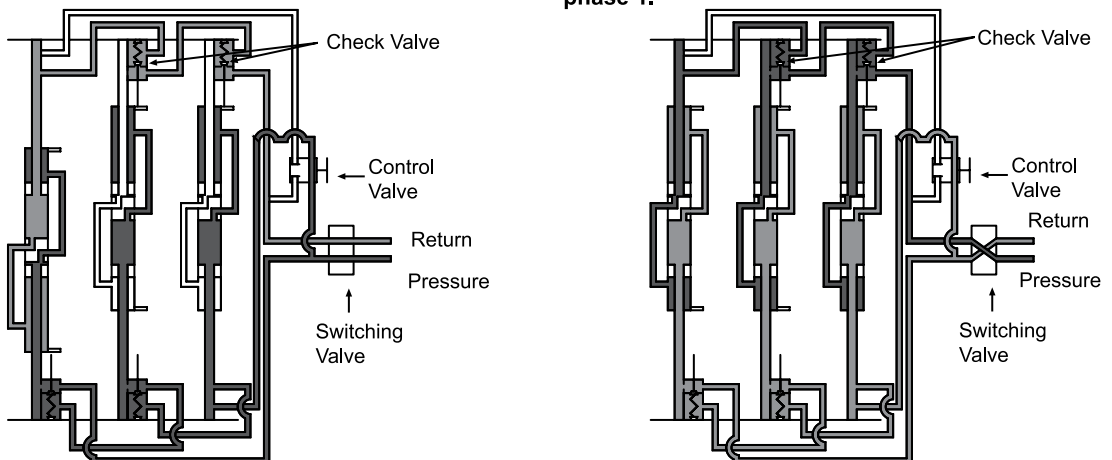 phase 1.
Check Valve
Control
Valve
Return
Pressure
Switching
Valve
Check Valve
Control
Valve
Return
Pressure
Switching
Valve